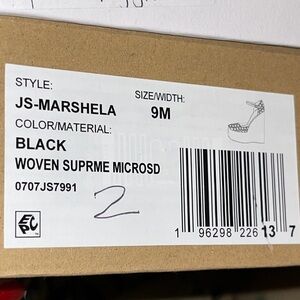 STYLE:
JS-MARSHELA
SIZE/WIDTH:
9M
COLOR/MATERIAL:
BLACK
WOVEN SUPRME MICROSD
0707JS7991
2
1 96298 226 13 7